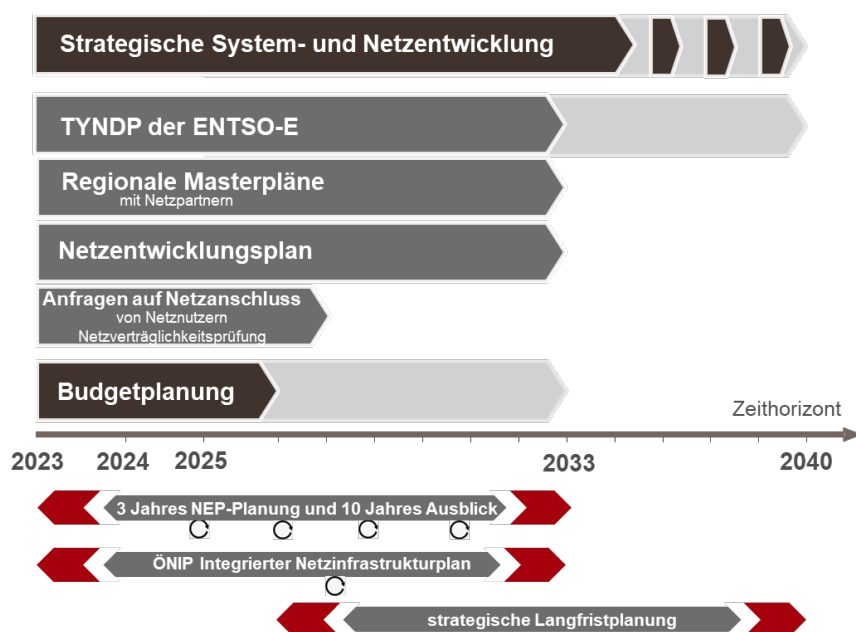 Strategische System- und Netzentwicklung
TYNDP der ENTSO-E
Regionale Masterpläne
mit Netzpartnern
Netzentwicklungsplan
Anfragen auf Netzanschluss
von Netznutzern
Netzverträglichkeitsprüfung
Budgetplanung
Zeithorizont
2023 2024 2025 2033 2040
3 Jahres NEP-Planung und 10 Jahres Ausblick
ÖNIP Integrierter Netzinfrastrukturplan
strategische Langfristplanung